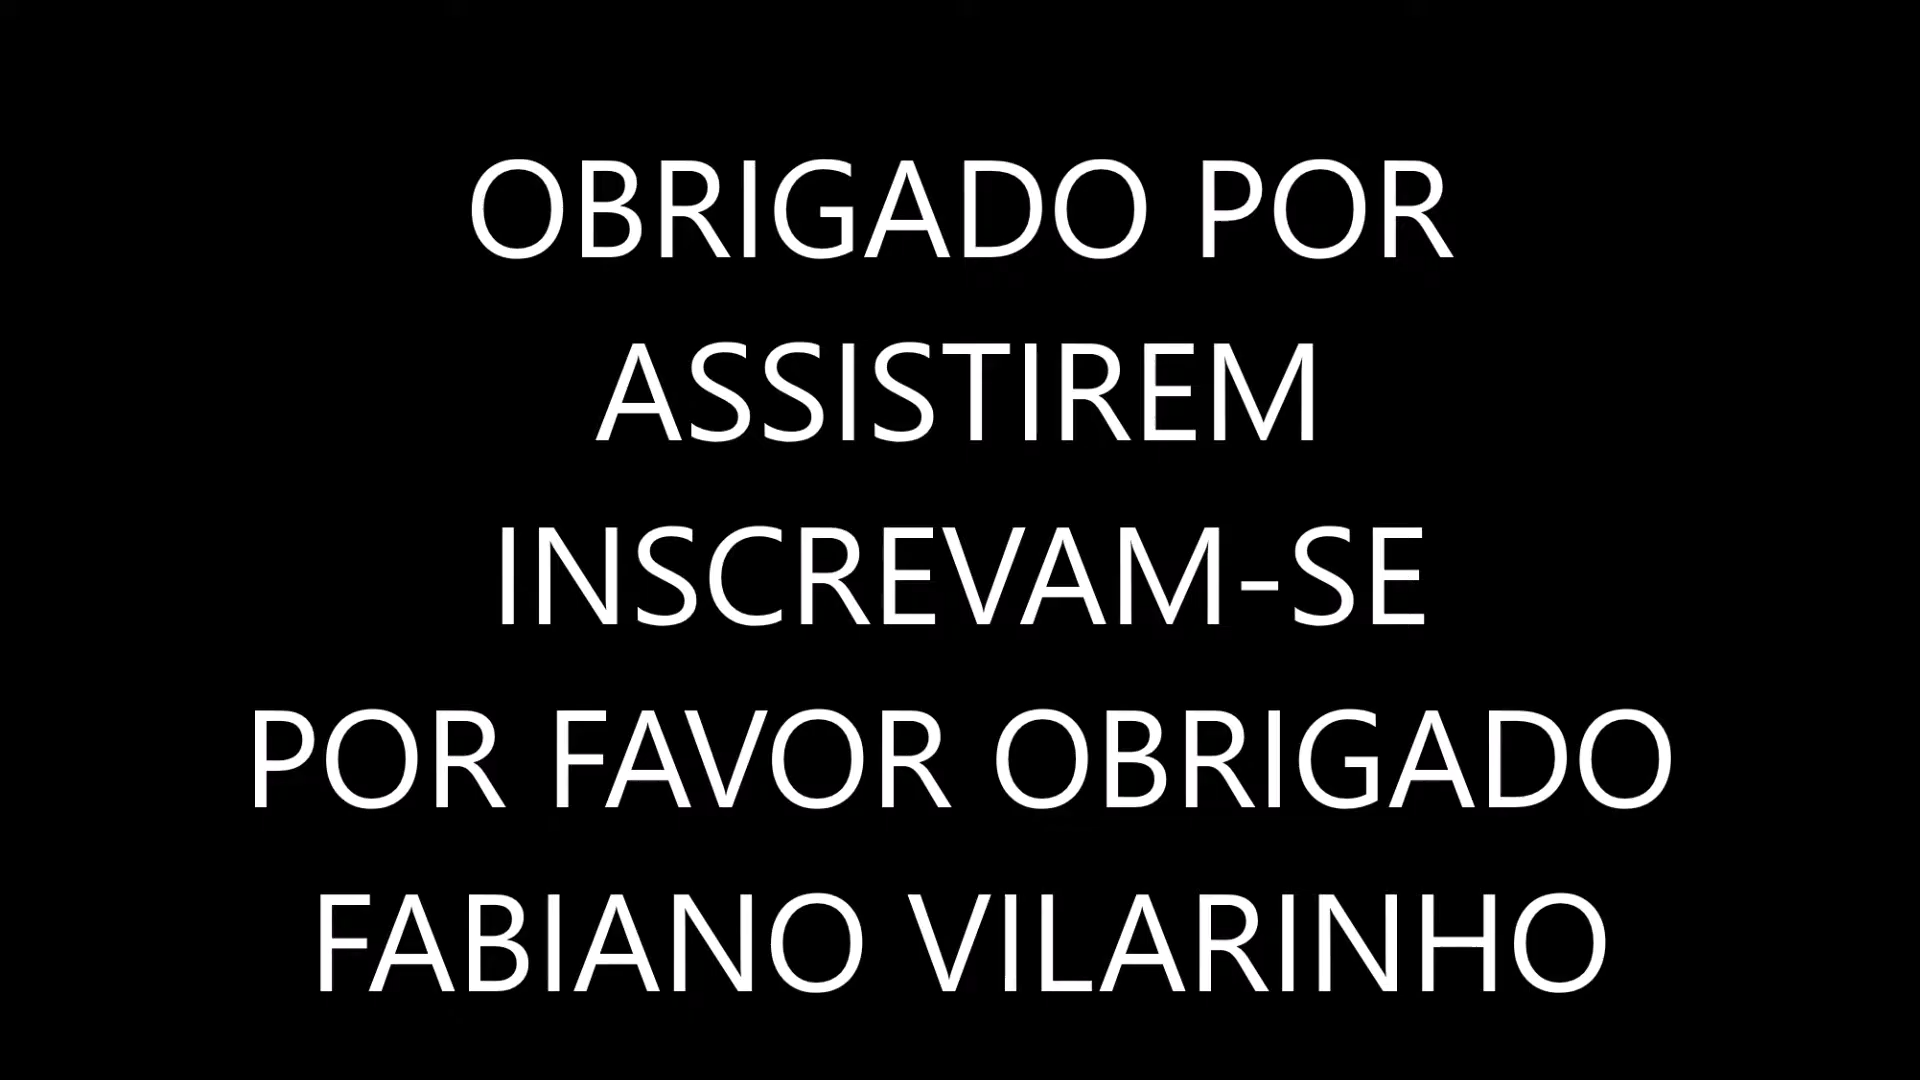 OBRIGADO POR
ASSISTIREM
INSCREVAM-SE
POR FAVOR OBRIGADO
FABIANO VILARINHO